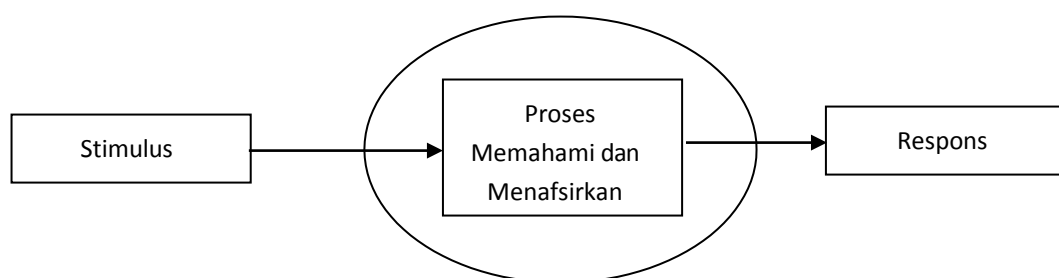 Stimulus
Proses
Memahami dan
Menafsirkan
Respons